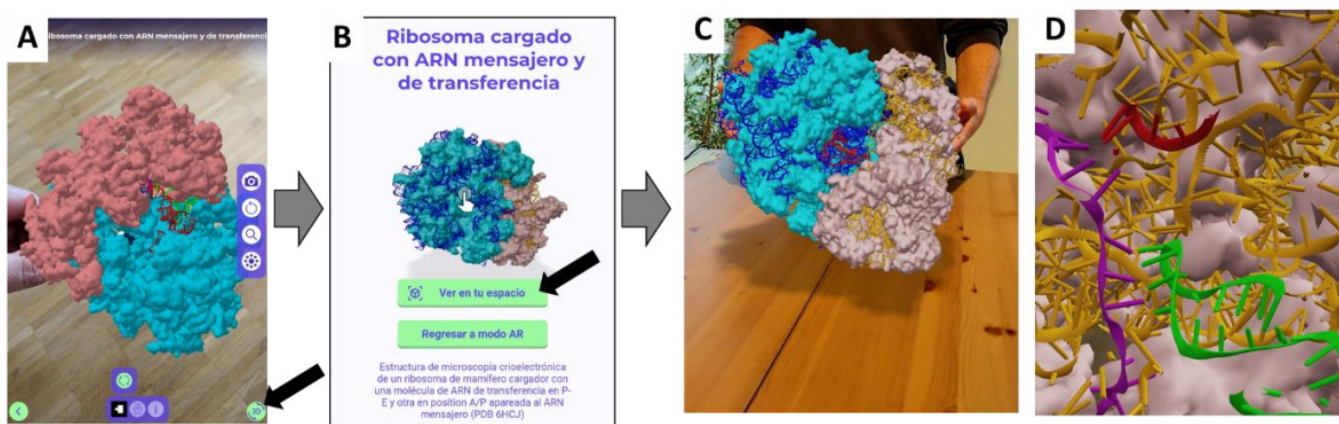 A
ibosoma cargado con ARN mensajero y de transferenci
3D
B
Ribosoma cargado
con ARN mensajero y
de transferencia
Ver en tu espacio
Regresar a modo AR
Estructura de microscopía crioelectrónica
de un ribosoma de mamífero cargador con
una molécula de ARN de transferencia en P-
E y otra en position A/P apareada al ARN
mensajero (PDB 6HCJ)
C
D